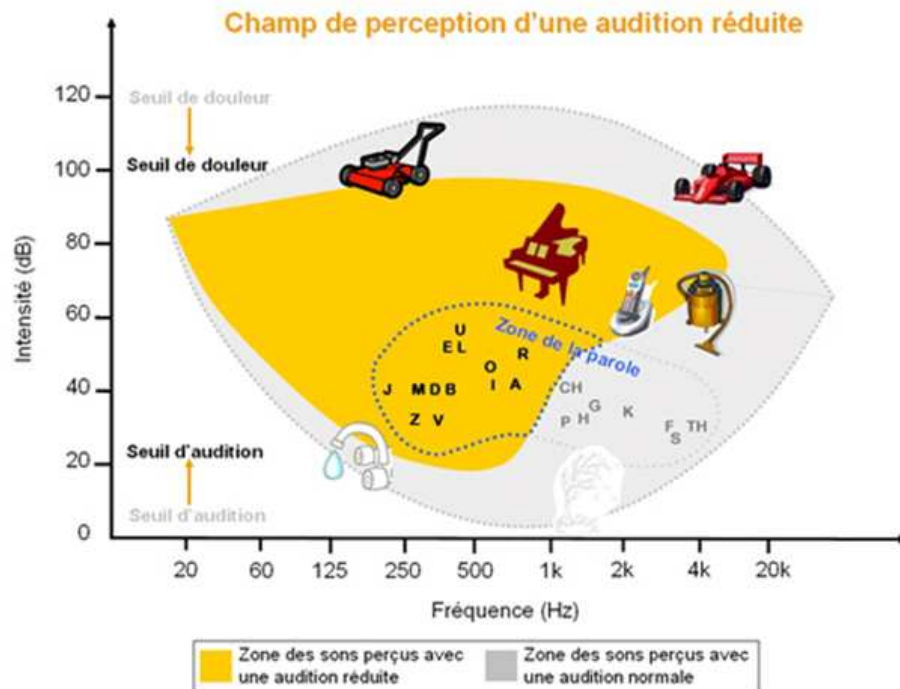 Champ de perception d'une audition réduite
Intensité (dB)
120
100
80
60
40
20
0
Seuil de douleur
Seuil de douleur
Seuil d'audition
Seuil d'audition
Zone de la parole
U
E L
R
O
J M D B I A
Z V
CH
G
P H
K
F TH
S
20 60 125 250 500 1k 2k 4k 20k
Fréquence (Hz)
Zone des sons perçus avec
une audition réduite
Zone des sons perçus avec
une audition normale